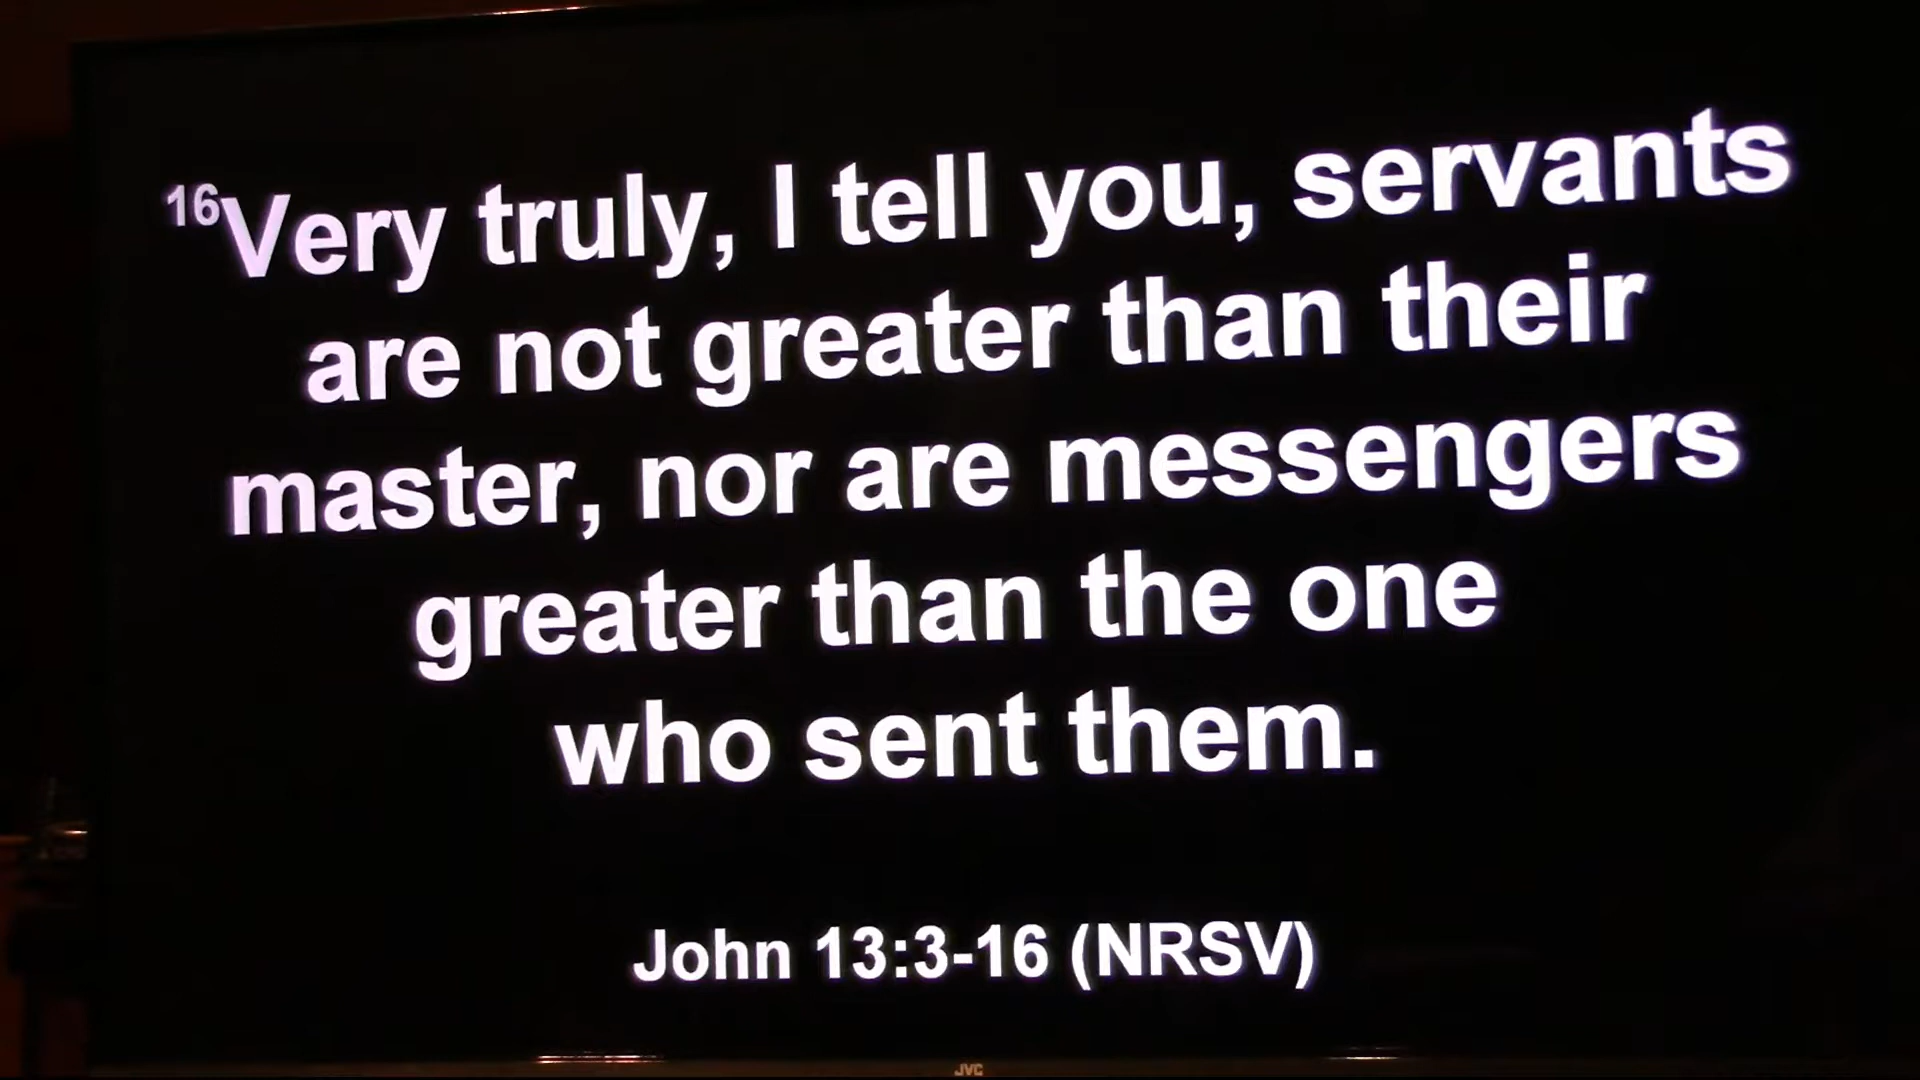 16Very truly, I tell you, servants
are not greater than their
master, nor are messengers
greater than the one
who sent them.
John 13:3-16 (NRSV)
JVC